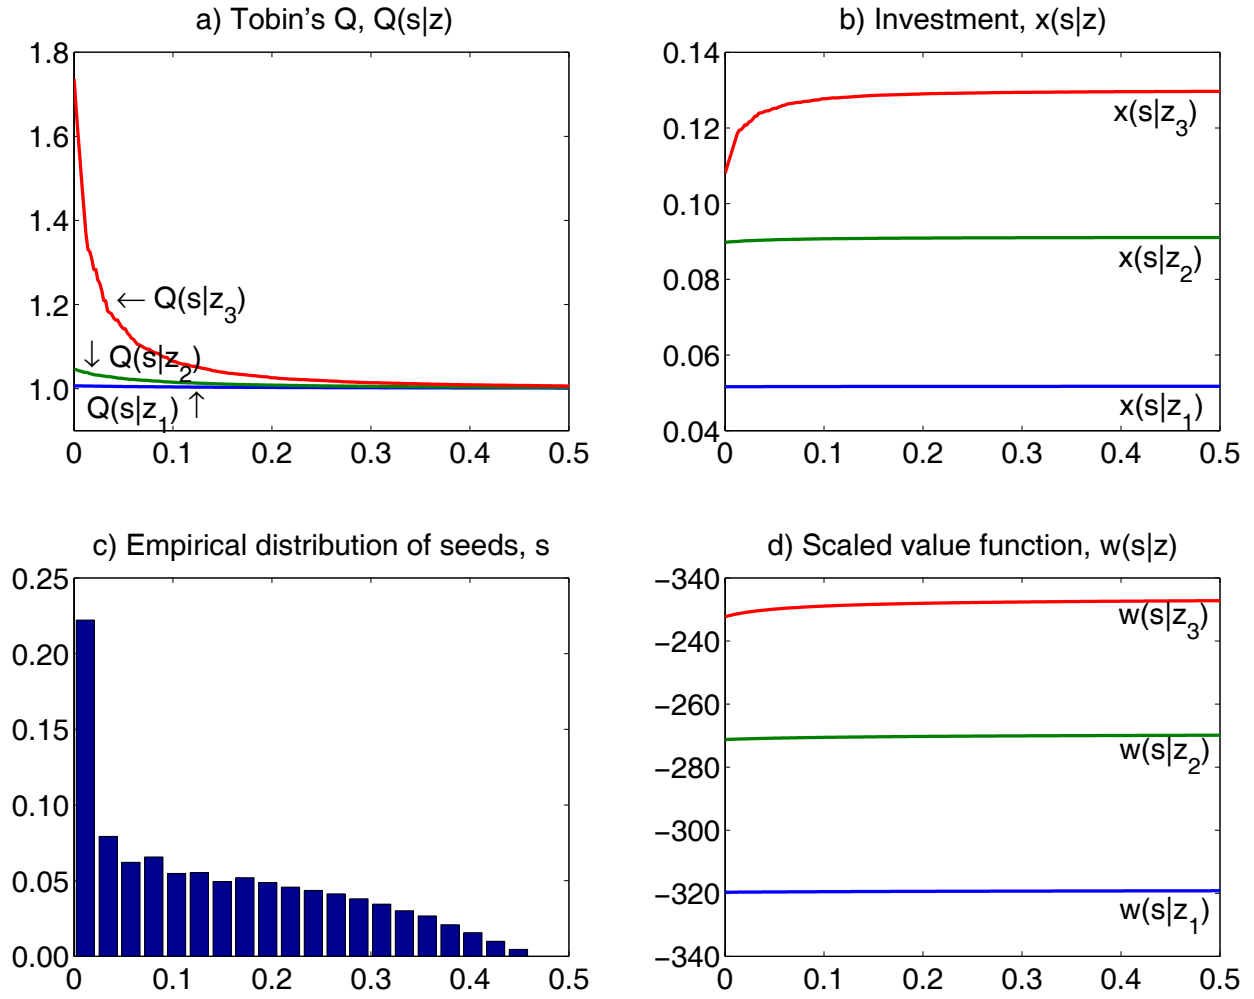 a) Tobin's Q, Q(s|z)
1.8
1.6
1.4
1.2
1.0
← Q(s|z3)
↓ Q(s|z2)
Q(s|z1) ↑
0 0.1 0.2 0.3 0.4 0.5
b) Investment, x(s|z)
0.14
0.12
0.10
0.08
0.06
0.04
x(s|z3)
x(s|z2)
x(s|z1)
0 0.1 0.2 0.3 0.4 0.5
c) Empirical distribution of seeds, s
0.25
0.20
0.15
0.10
0.05
0.00
0 0.1 0.2 0.3 0.4 0.5
d) Scaled value function, w(s|z)
−340
−240
−260
−270
−300
−320
−340
w(s|z3)
w(s|z2)
w(s|z1)
0 0.1 0.2 0.3 0.4 0.5